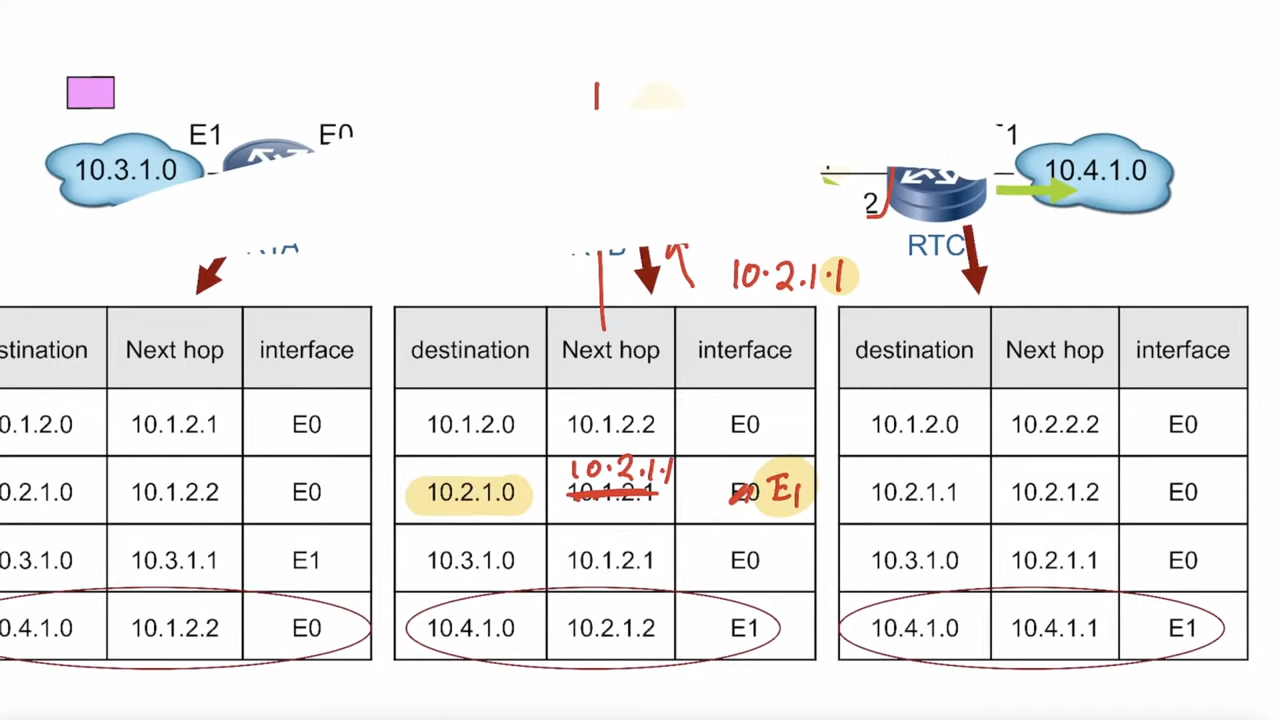 E1 E0
10.3.1.0
1
10.4.1.0
2
RTC
10.2.1.1
destination Next hop interface
Next hop interface destination Next hop interface
0.1.2.0 10.1.2.1 E0 10.1.2.0 10.1.2.2 E0 10.1.2.0 10.2.2.2 E0
10.2.1.1
0.2.1.0 10.1.2.2 E0 10.2.1.0 10.1.2.1 E0 E1 10.2.1.1 10.2.1.2 E0
0.3.1.0 10.3.1.1 E1 10.3.1.0 10.1.2.1 E0 10.3.1.0 10.2.1.1 E0
0.4.1.0 10.1.2.2 E0 10.4.1.0 10.2.1.2 E1 10.4.1.0 10.4.1.1 E1